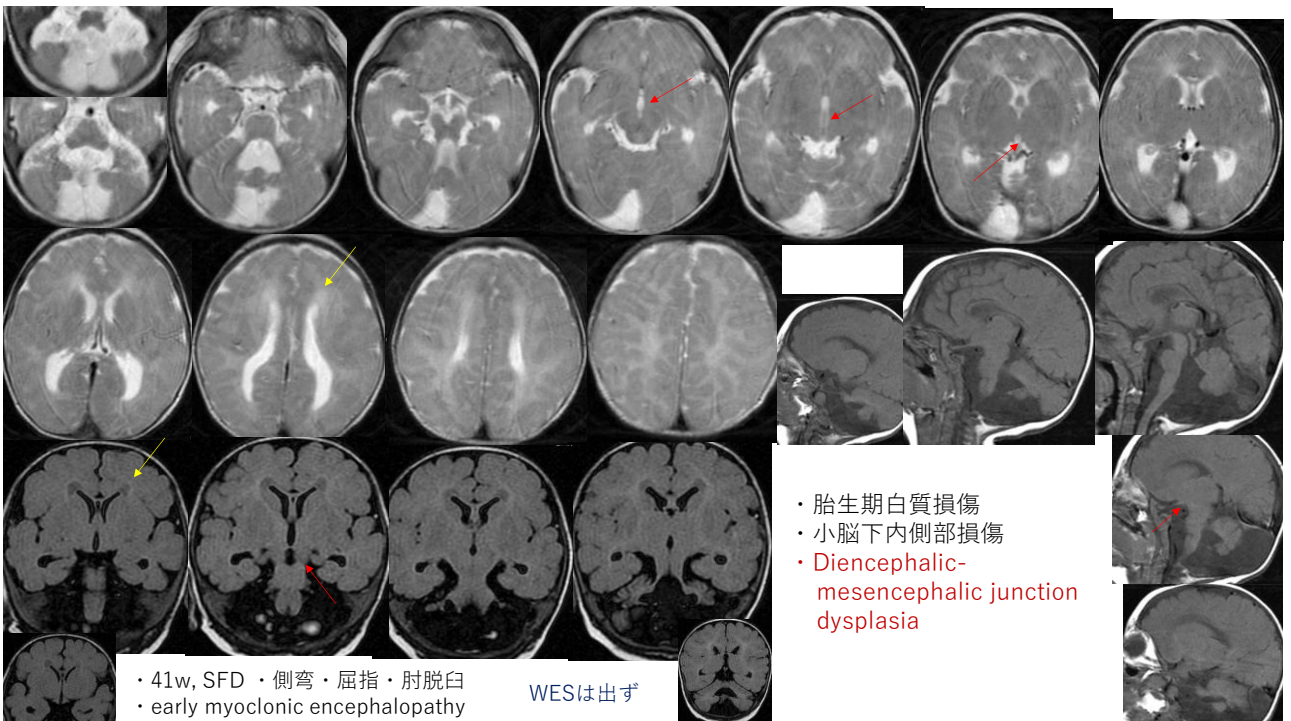 ・胎生期白質損傷
・小脳下内側部損傷
・Diencephalic-
mesencephalic junction
dysplasia
・41w, SFD ・側弯・屈指・肘脱臼
・early myoclonic encephalopathy
WESは出ず